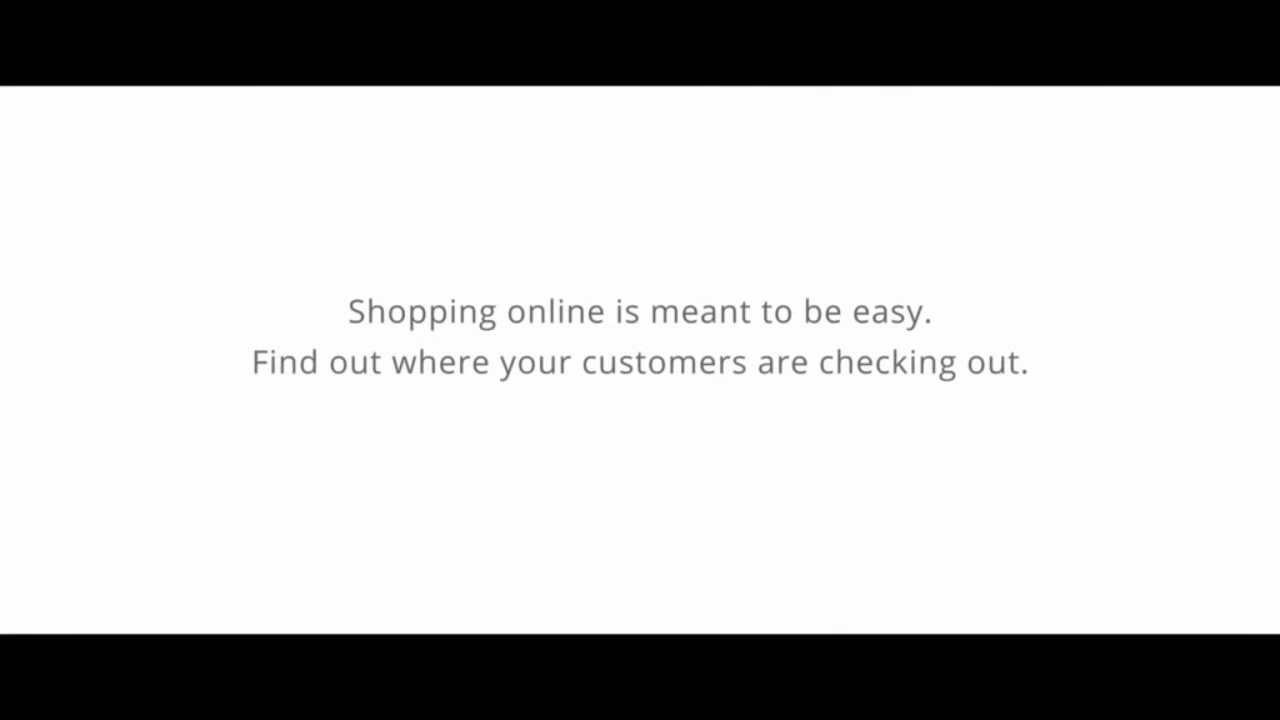 Shopping online is meant to be easy.
Find out where your customers are checking out.